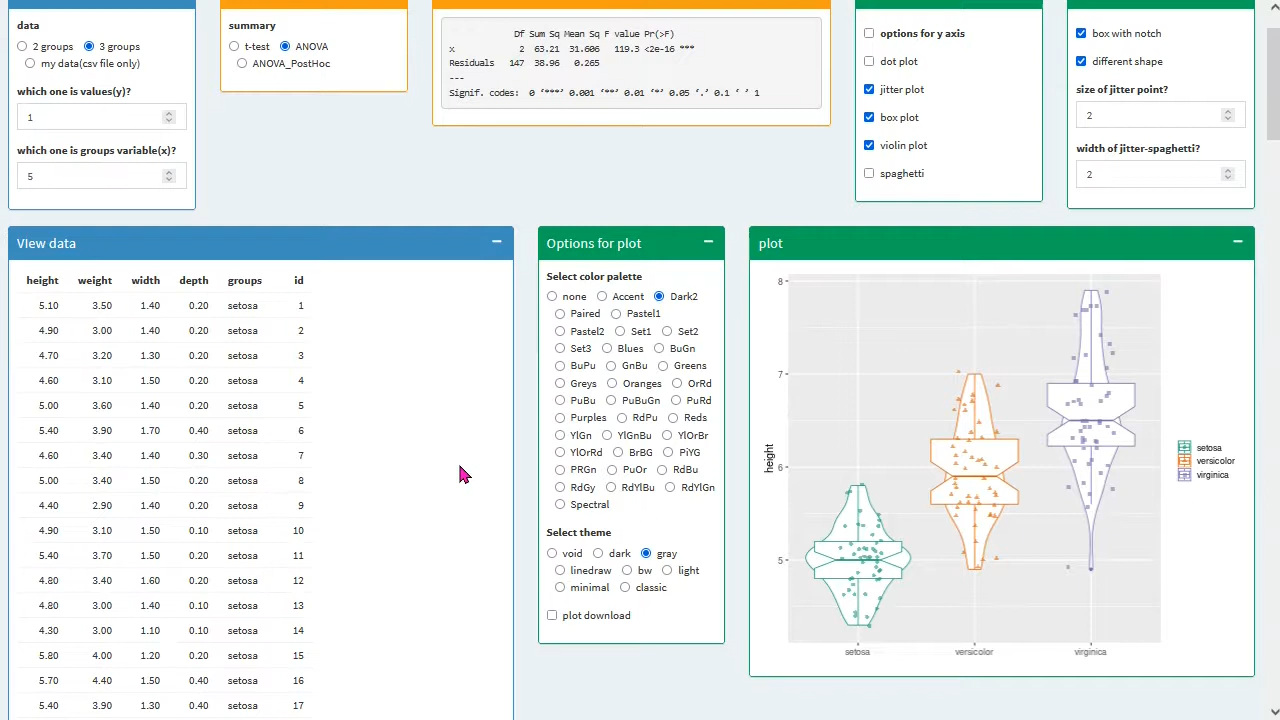 data
2 groups 3 groups
my data(csv file only)
which one is values(y)?
1
which one is groups variable(x)?
5
summary
t-test ANOVA
ANOVA_PostHoc
Df Sum Sq Mean Sq F value Pr(>F)
x 2 63.21 31.606 119.3 <2e-16 ***
Residuals 147 38.96 0.265
---
Signif. codes: 0 ‘***’ 0.001 ‘**’ 0.01 ‘*’ 0.05 ‘.’ 0.1 ‘ ’ 1
options for y axis
dot plot
jitter plot
box plot
violin plot
spaghetti
box with notch
different shape
size of jitter point?
2
width of jitter-spaghetti?
2
VIew data
height weight width depth groups id
5.10 3.50 1.40 0.20 setosa 1
4.90 3.00 1.40 0.20 setosa 2
4.70 3.20 1.30 0.20 setosa 3
4.60 3.10 1.50 0.20 setosa 4
5.00 3.60 1.40 0.20 setosa 5
5.40 3.90 1.70 0.40 setosa 6
4.60 3.40 1.40 0.30 setosa 7
5.00 3.40 1.50 0.20 setosa 8
4.40 2.90 1.40 0.20 setosa 9
4.90 3.10 1.50 0.10 setosa 10
5.40 3.70 1.50 0.20 setosa 11
4.80 3.40 1.60 0.20 setosa 12
4.80 3.00 1.40 0.10 setosa 13
4.30 3.00 1.10 0.10 setosa 14
5.80 4.00 1.20 0.20 setosa 15
5.70 4.40 1.50 0.40 setosa 16
5.40 3.90 1.30 0.40 setosa 17
Options for plot
Select color palette
none Accent Dark2
Paired Pastel1
Pastel2 Set1 Set2
Set3 Blues BuGn
BuPu GnBu Greens
Greys Oranges OrRd
PuBu PuBuGn PuRd
Purples RdPu Reds
YlGn YlGnBu YlOrBr
YlOrRd BrBG PiYG
PRGn PuOr RdBu
RdGy RdYlBu RdYlGn
Spectral
Select theme
void dark gray
linedraw bw light
minimal classic
plot download
plot
8
7
6
5
height
setosa versicolor virginica
setosa
versicolor
virginica